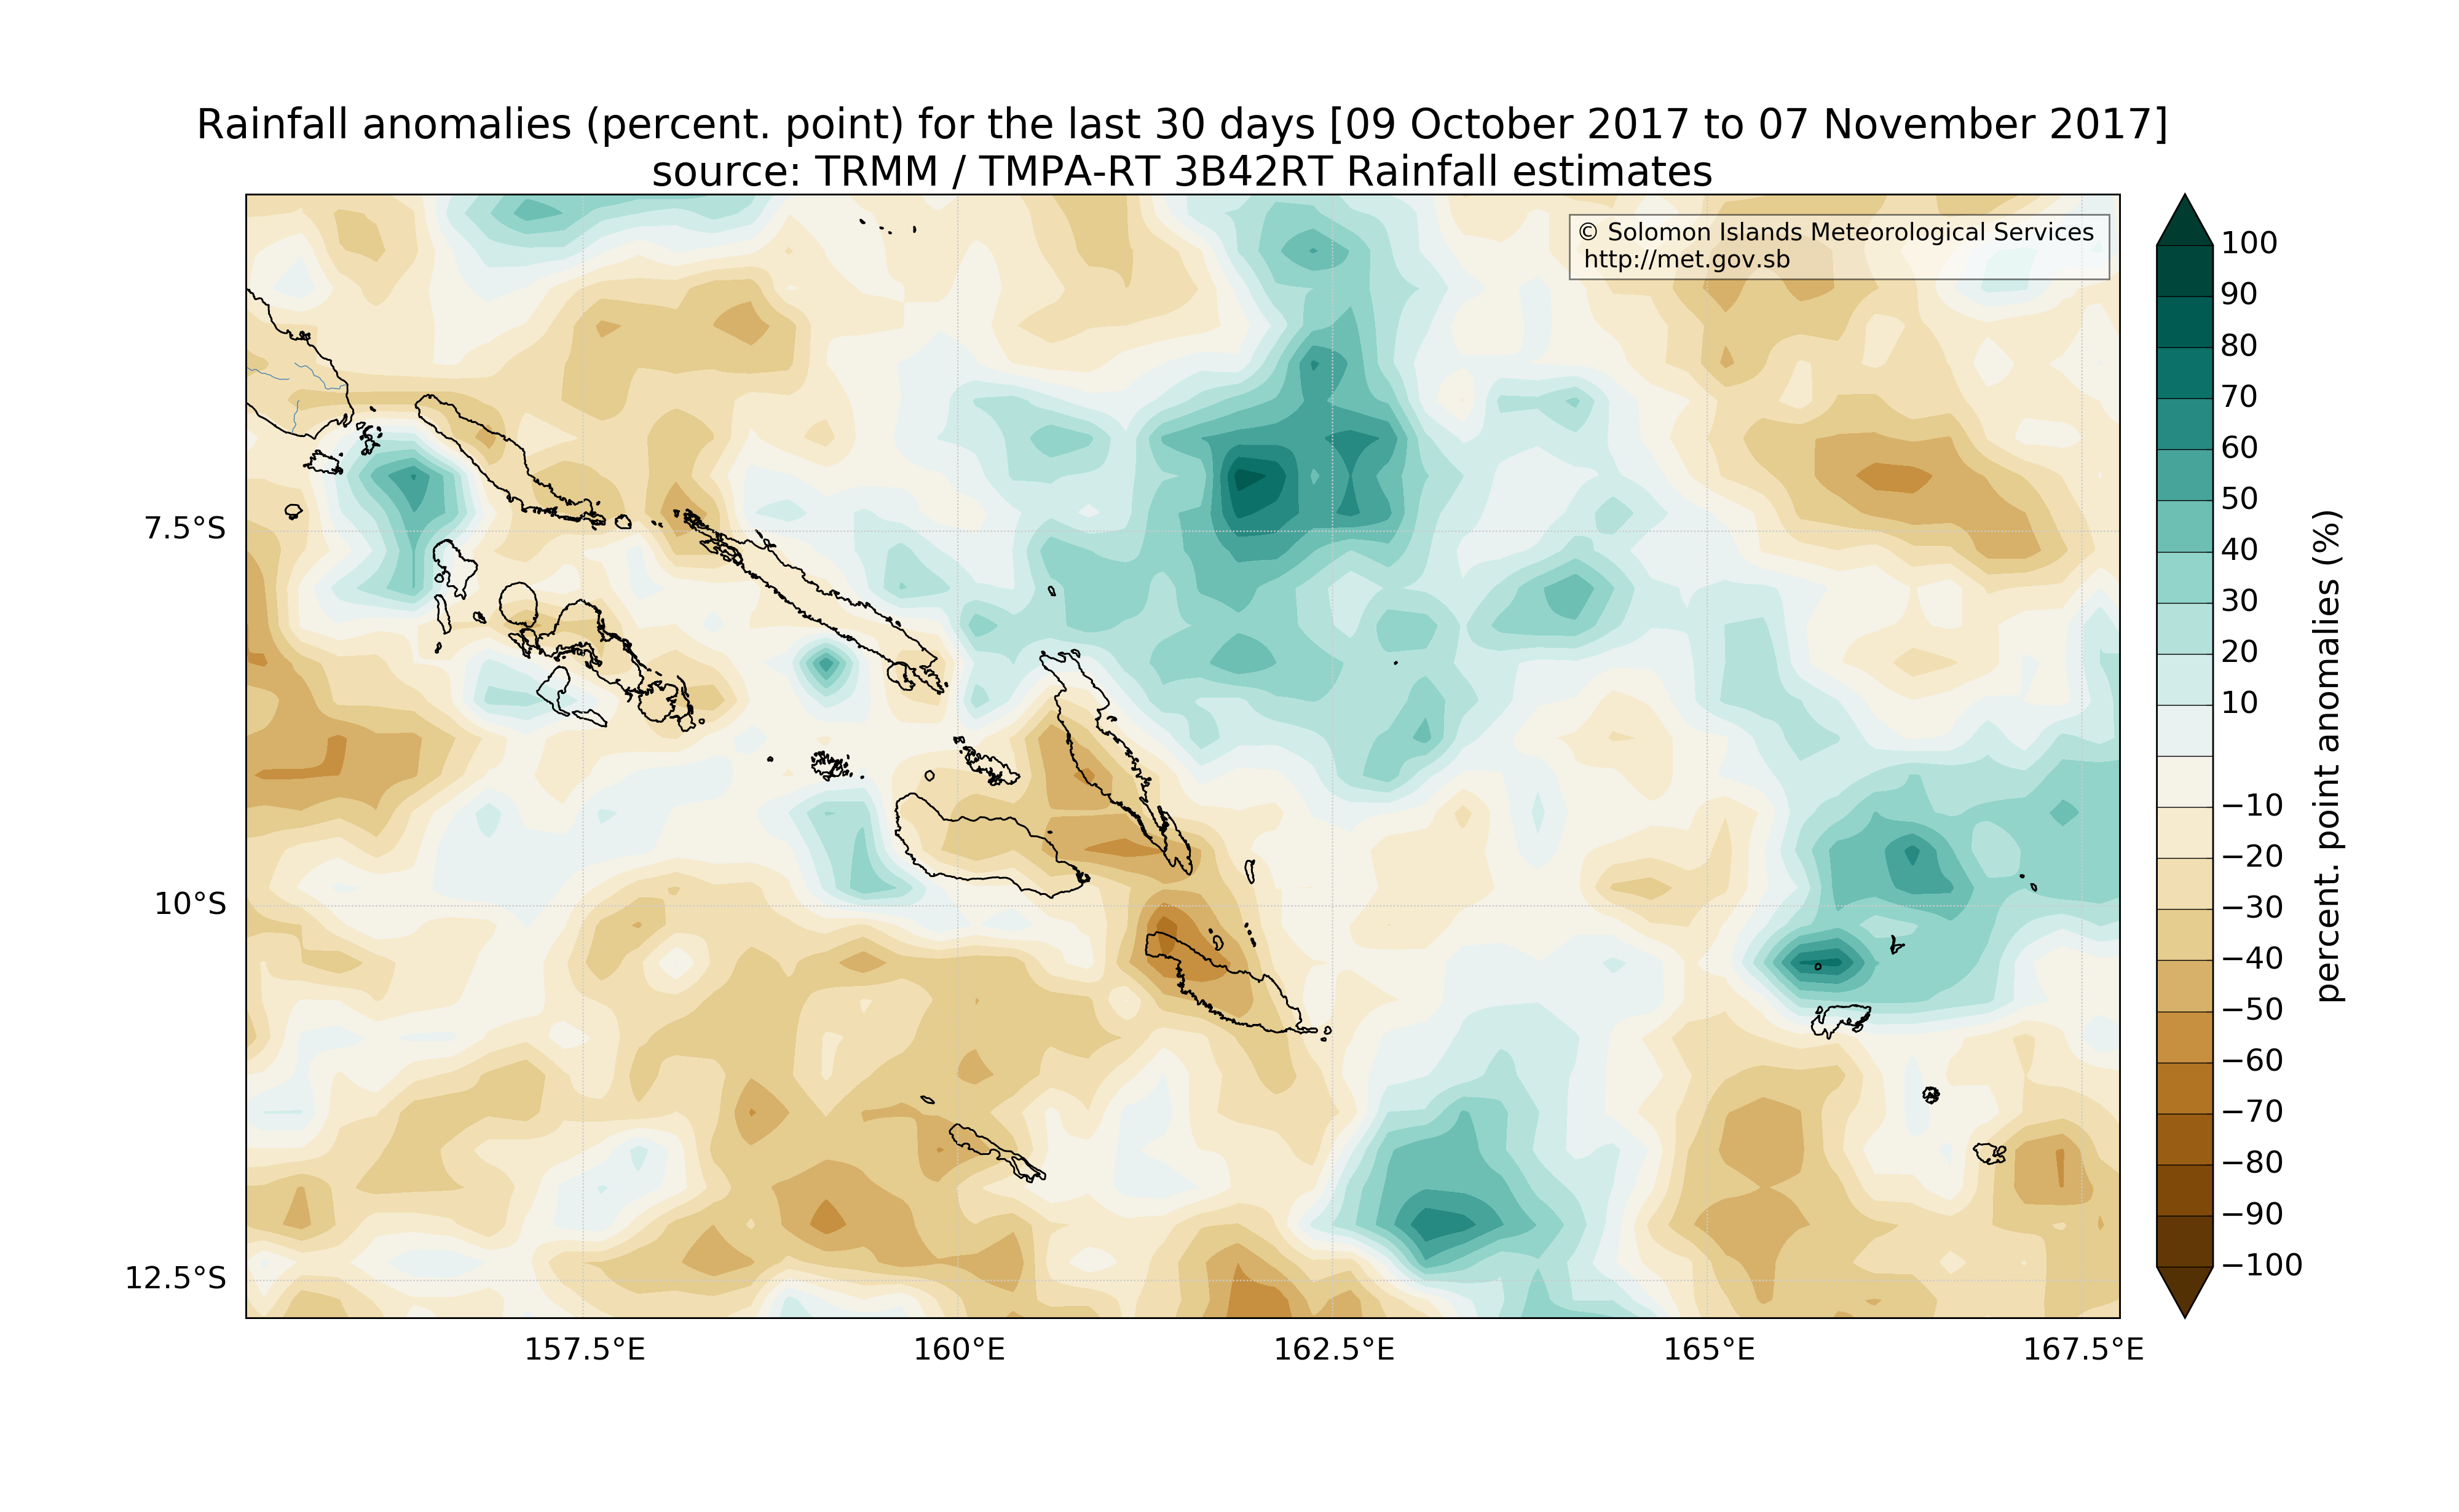 Rainfall anomalies (percent. point) for the last 30 days [09 October 2017 to 07 November 2017]
source: TRMM / TMPA-RT 3B42RT Rainfall estimates
© Solomon Islands Meteorological Services
http://met.gov.sb
7.5°S
10°S
12.5°S
157.5°E
160°E
162.5°E
165°E
167.5°E
100
90
80
70
60
50
40
30
20
10
−10
−20
−30
−40
−50
−60
−70
−80
−90
−100
percent. point anomalies (%)